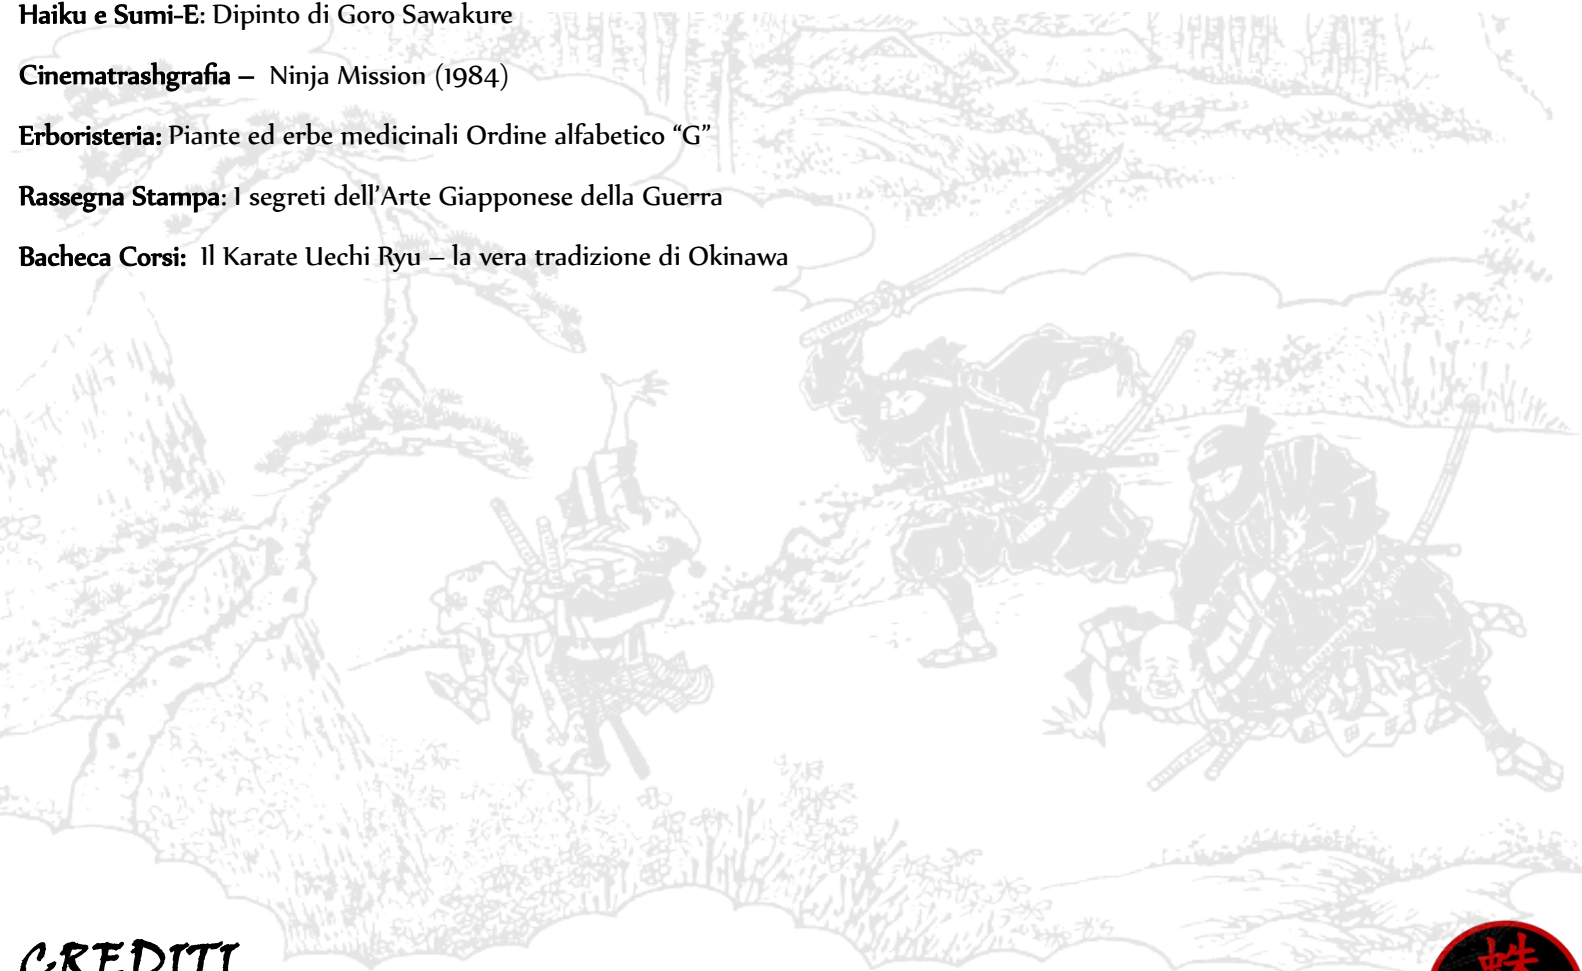 Haiku e Sumi-E: Dipinto di Goro Sawakure
Cinematrashgrafia – Ninja Mission (1984)
Erboristeria: Piante ed erbe medicinali Ordine alfabetico “G”
Rassegna Stampa: I segreti dell’Arte Giapponese della Guerra
Bacheca Corsi: Il Karate Uechi Ryu – la vera tradizione di Okinawa
CREDITI